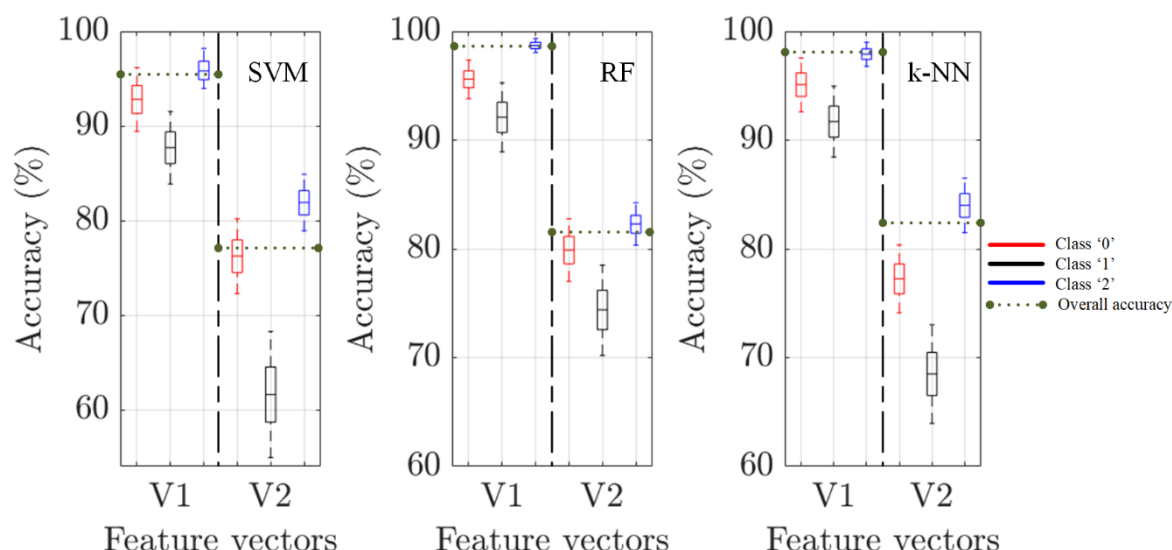 100
90
80
70
60
Accuracy (%)
SVM
V1 V2
Feature vectors
100
90
80
70
60
Accuracy (%)
RF
V1 V2
Feature vectors
100
90
80
70
60
Accuracy (%)
k-NN
V1 V2
Feature vectors
Class ‘0’
Class ‘1’
Class ‘2’
Overall accuracy